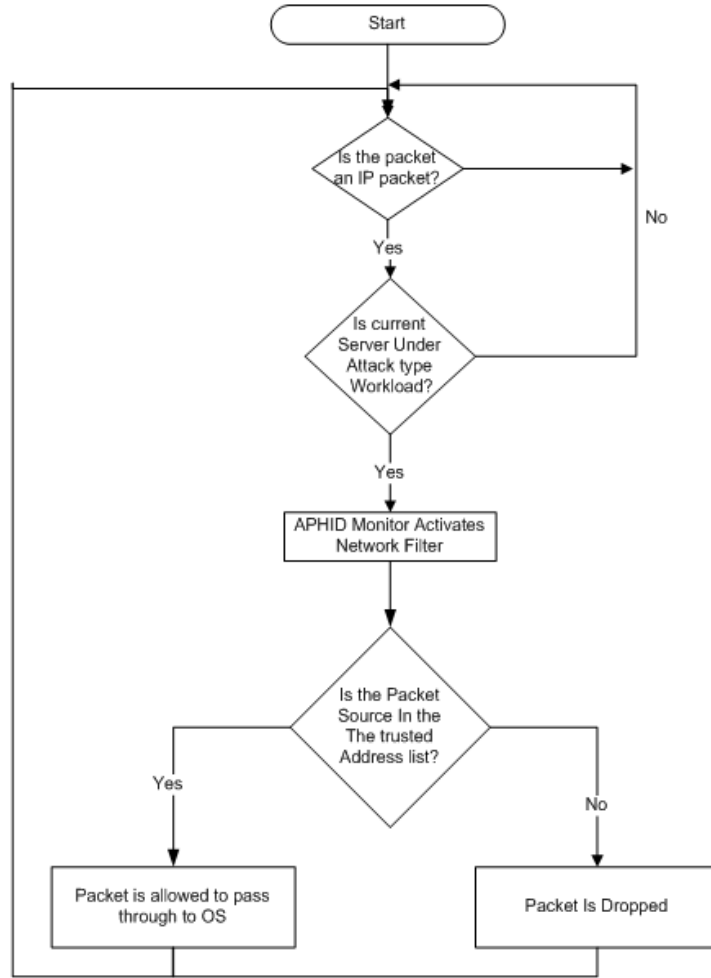 Start
Is the packet
an IP packet?
No
Yes
Is current
Server Under
Attack type
Workload?
Yes
APHID Monitor Activates
Network Filter
Is the Packet
Source In the
The trusted
Address list?
Yes
No
Packet is allowed to pass
through to OS
Packet Is Dropped